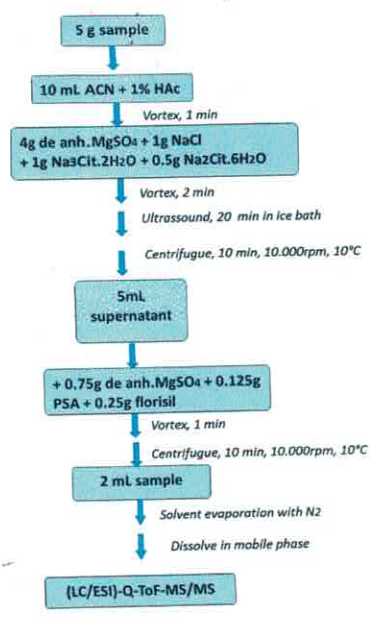 5 g sample
10 mL ACN + 1% HAc
Vortex, 1 min
4g de anh.MgSO4 + 1g NaCl
+ 1g Na3Cit.2H2O + 0.5g Na2Cit.6H2O
Vortex, 2 min
Ultrassound, 20 min in ice bath
Centrifugue, 10 min, 10.000rpm, 10°C
5mL
supernatant
+ 0.75g de anh.MgSO4 + 0.125g
PSA + 0.25g florisil
Vortex, 1 min
Centrifugue, 10 min, 10.000rpm, 10°C
2 mL sample
Solvent evaporation with N2
Dissolve in mobile phase
(LC/ESI)-Q-ToF-MS/MS